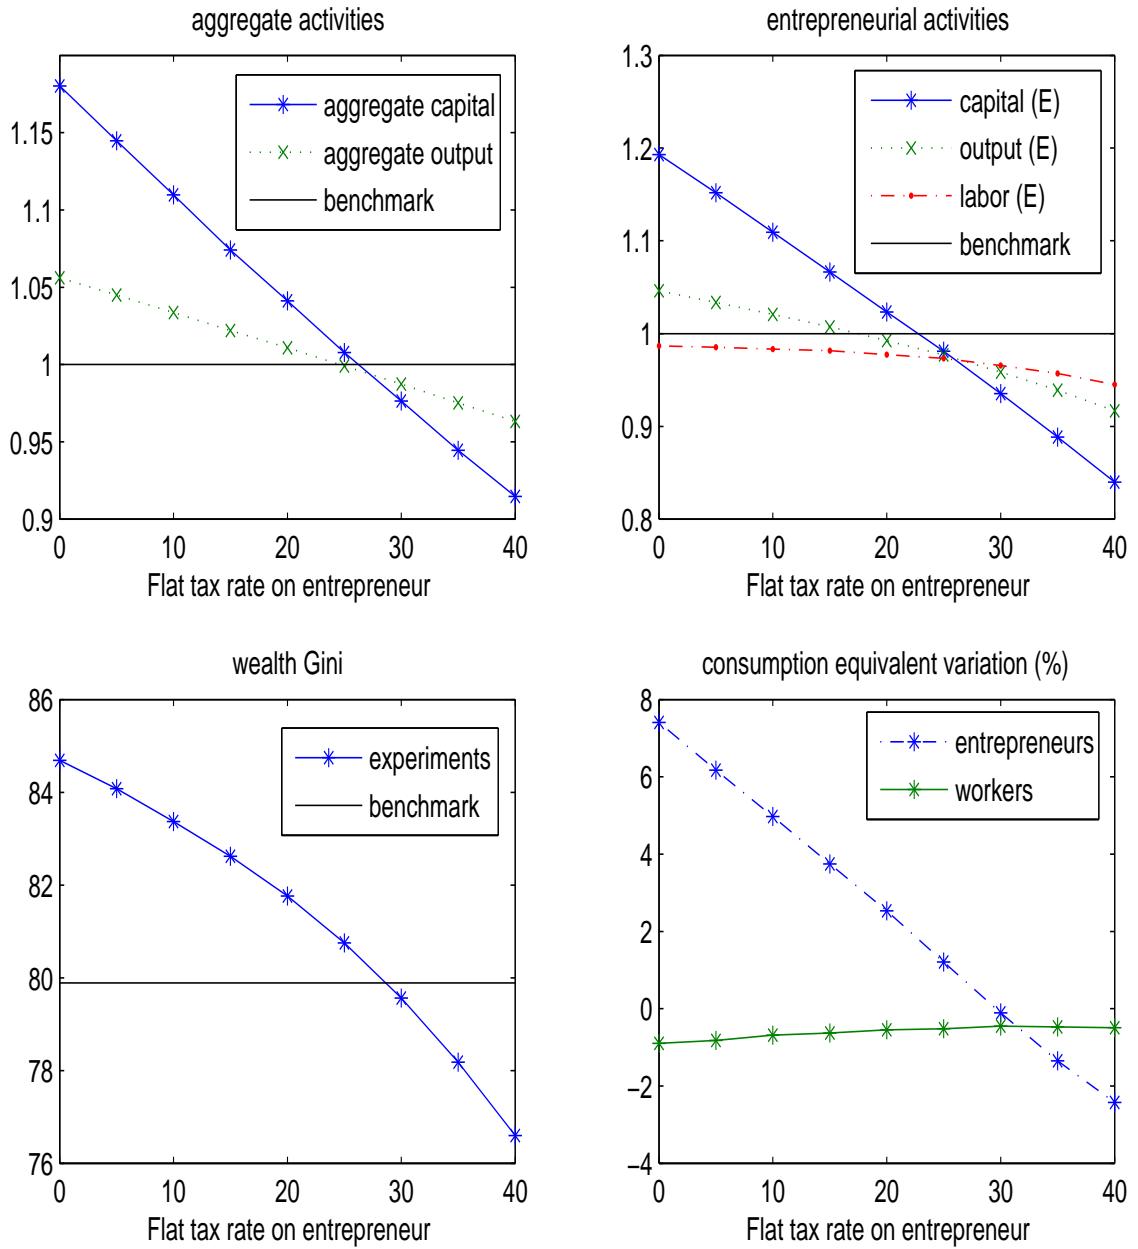 aggregate activities
1.15
1.1
1.05
1
0.95
0.9
0 10 20 30 40
Flat tax rate on entrepreneur
aggregate capital
aggregate output
benchmark
entrepreneurial activities
1.3
1.2
1.1
1
0.9
0.8
0 10 20 30 40
Flat tax rate on entrepreneur
capital (E)
output (E)
labor (E)
benchmark
wealth Gini
86
84
82
80
78
76
0 10 20 30 40
Flat tax rate on entrepreneur
experiments
benchmark
consumption equivalent variation (%)
8
6
4
2
0
−2
−4
0 10 20 30 40
Flat tax rate on entrepreneur
entrepreneurs
workers